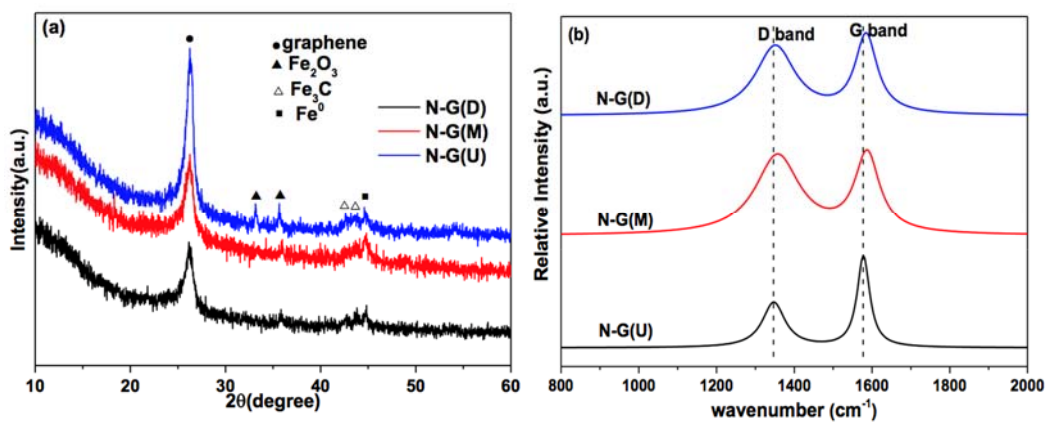 (a)
● graphene
▲ Fe₂O₃
△ Fe₃C
■ Fe⁰
N-G(D)
N-G(M)
N-G(U)
Intensity(a.u.)
10 20 30 40 50 60
2θ(degree)
(b)
D band G band
N-G(D)
N-G(M)
N-G(U)
Relative Intensity (a.u.)
800 1000 1200 1400 1600 1800 2000
wavenumber (cm⁻¹)